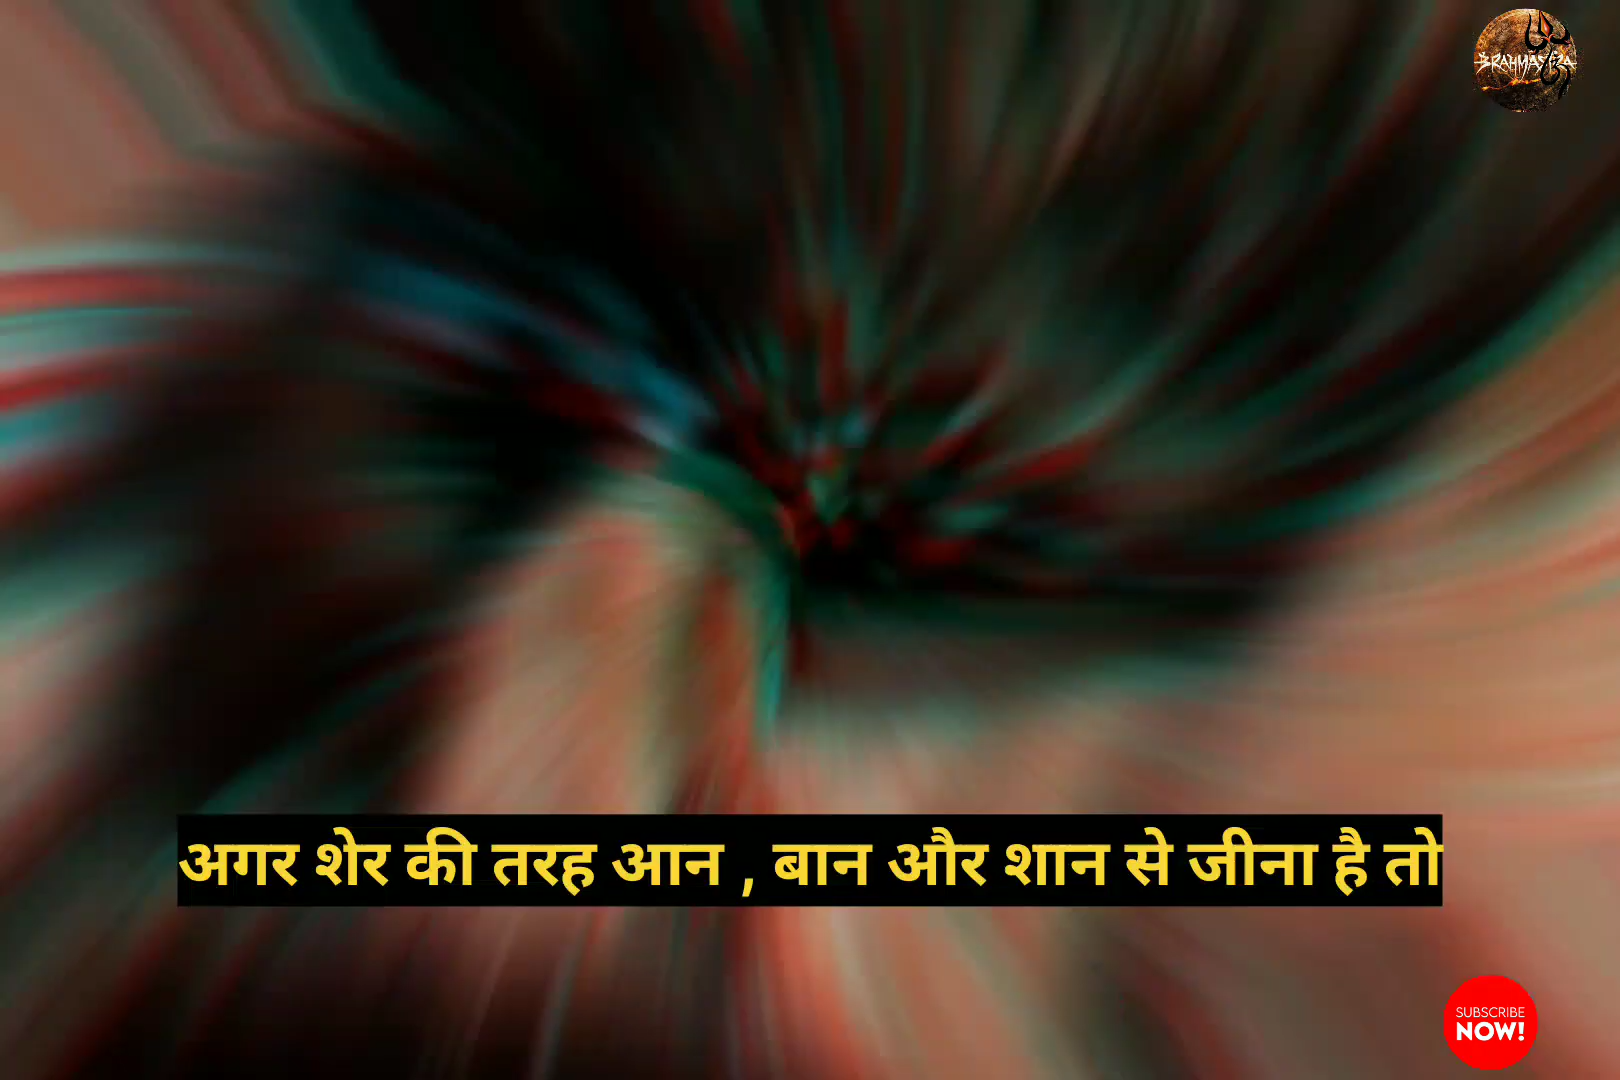 BRAHMASTRA
अगर शेर की तरह आन , बान और शान से जीना है तो
SUBSCRIBE
NOW!